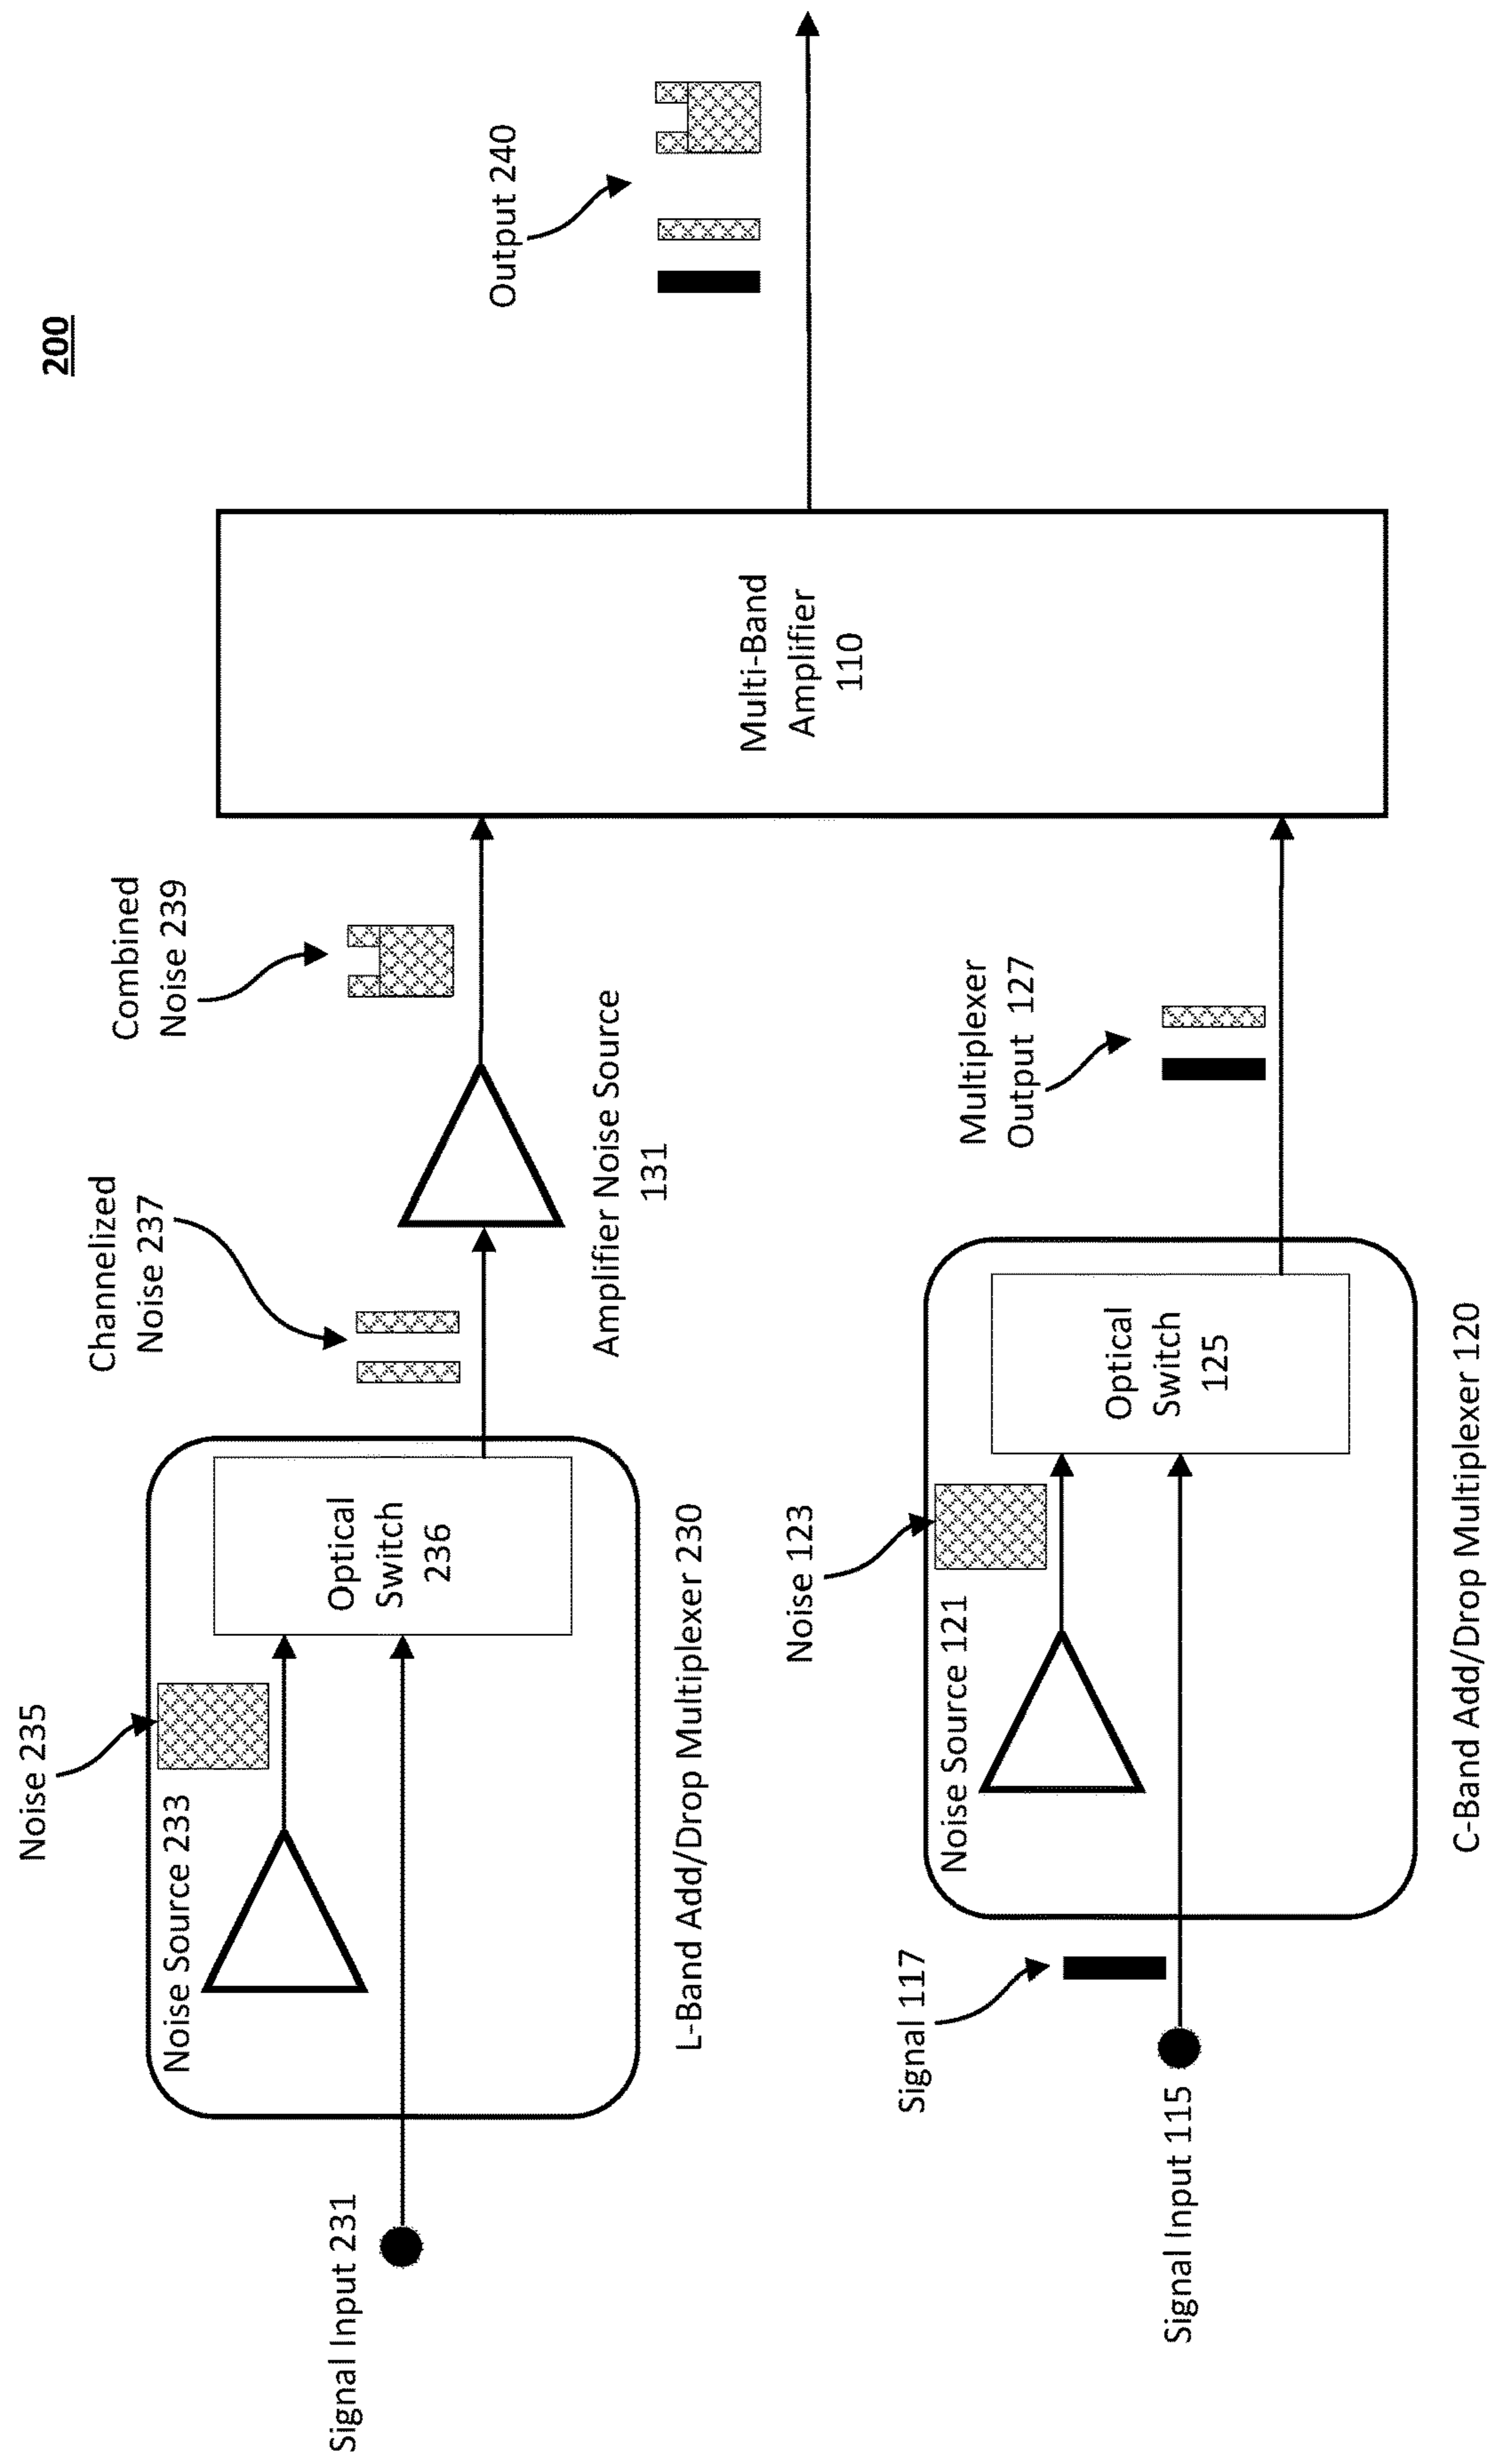 200
Noise 235
Noise Source 233
Optical
Switch
236
Signal Input 231
L-Band Add/Drop Multiplexer 230
Channelized
Noise 237
Combined
Noise 239
Amplifier Noise Source
131
Multi-Band
Amplifier
110
Output 240
Signal 117
Signal Input 115
Noise 123
Noise Source 121
Optical
Switch
125
C-Band Add/Drop Multiplexer 120
Multiplexer
Output 127